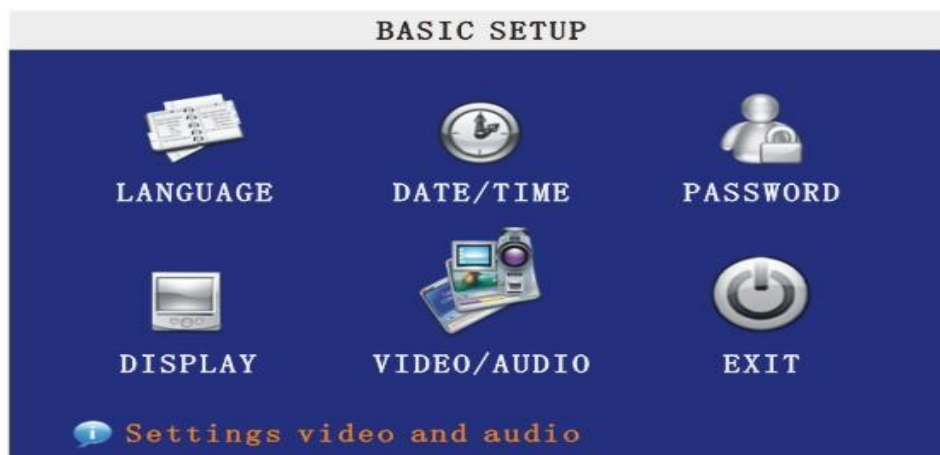 BASIC SETUP
LANGUAGE DATE/TIME PASSWORD
DISPLAY VIDEO/AUDIO EXIT
Settings video and audio